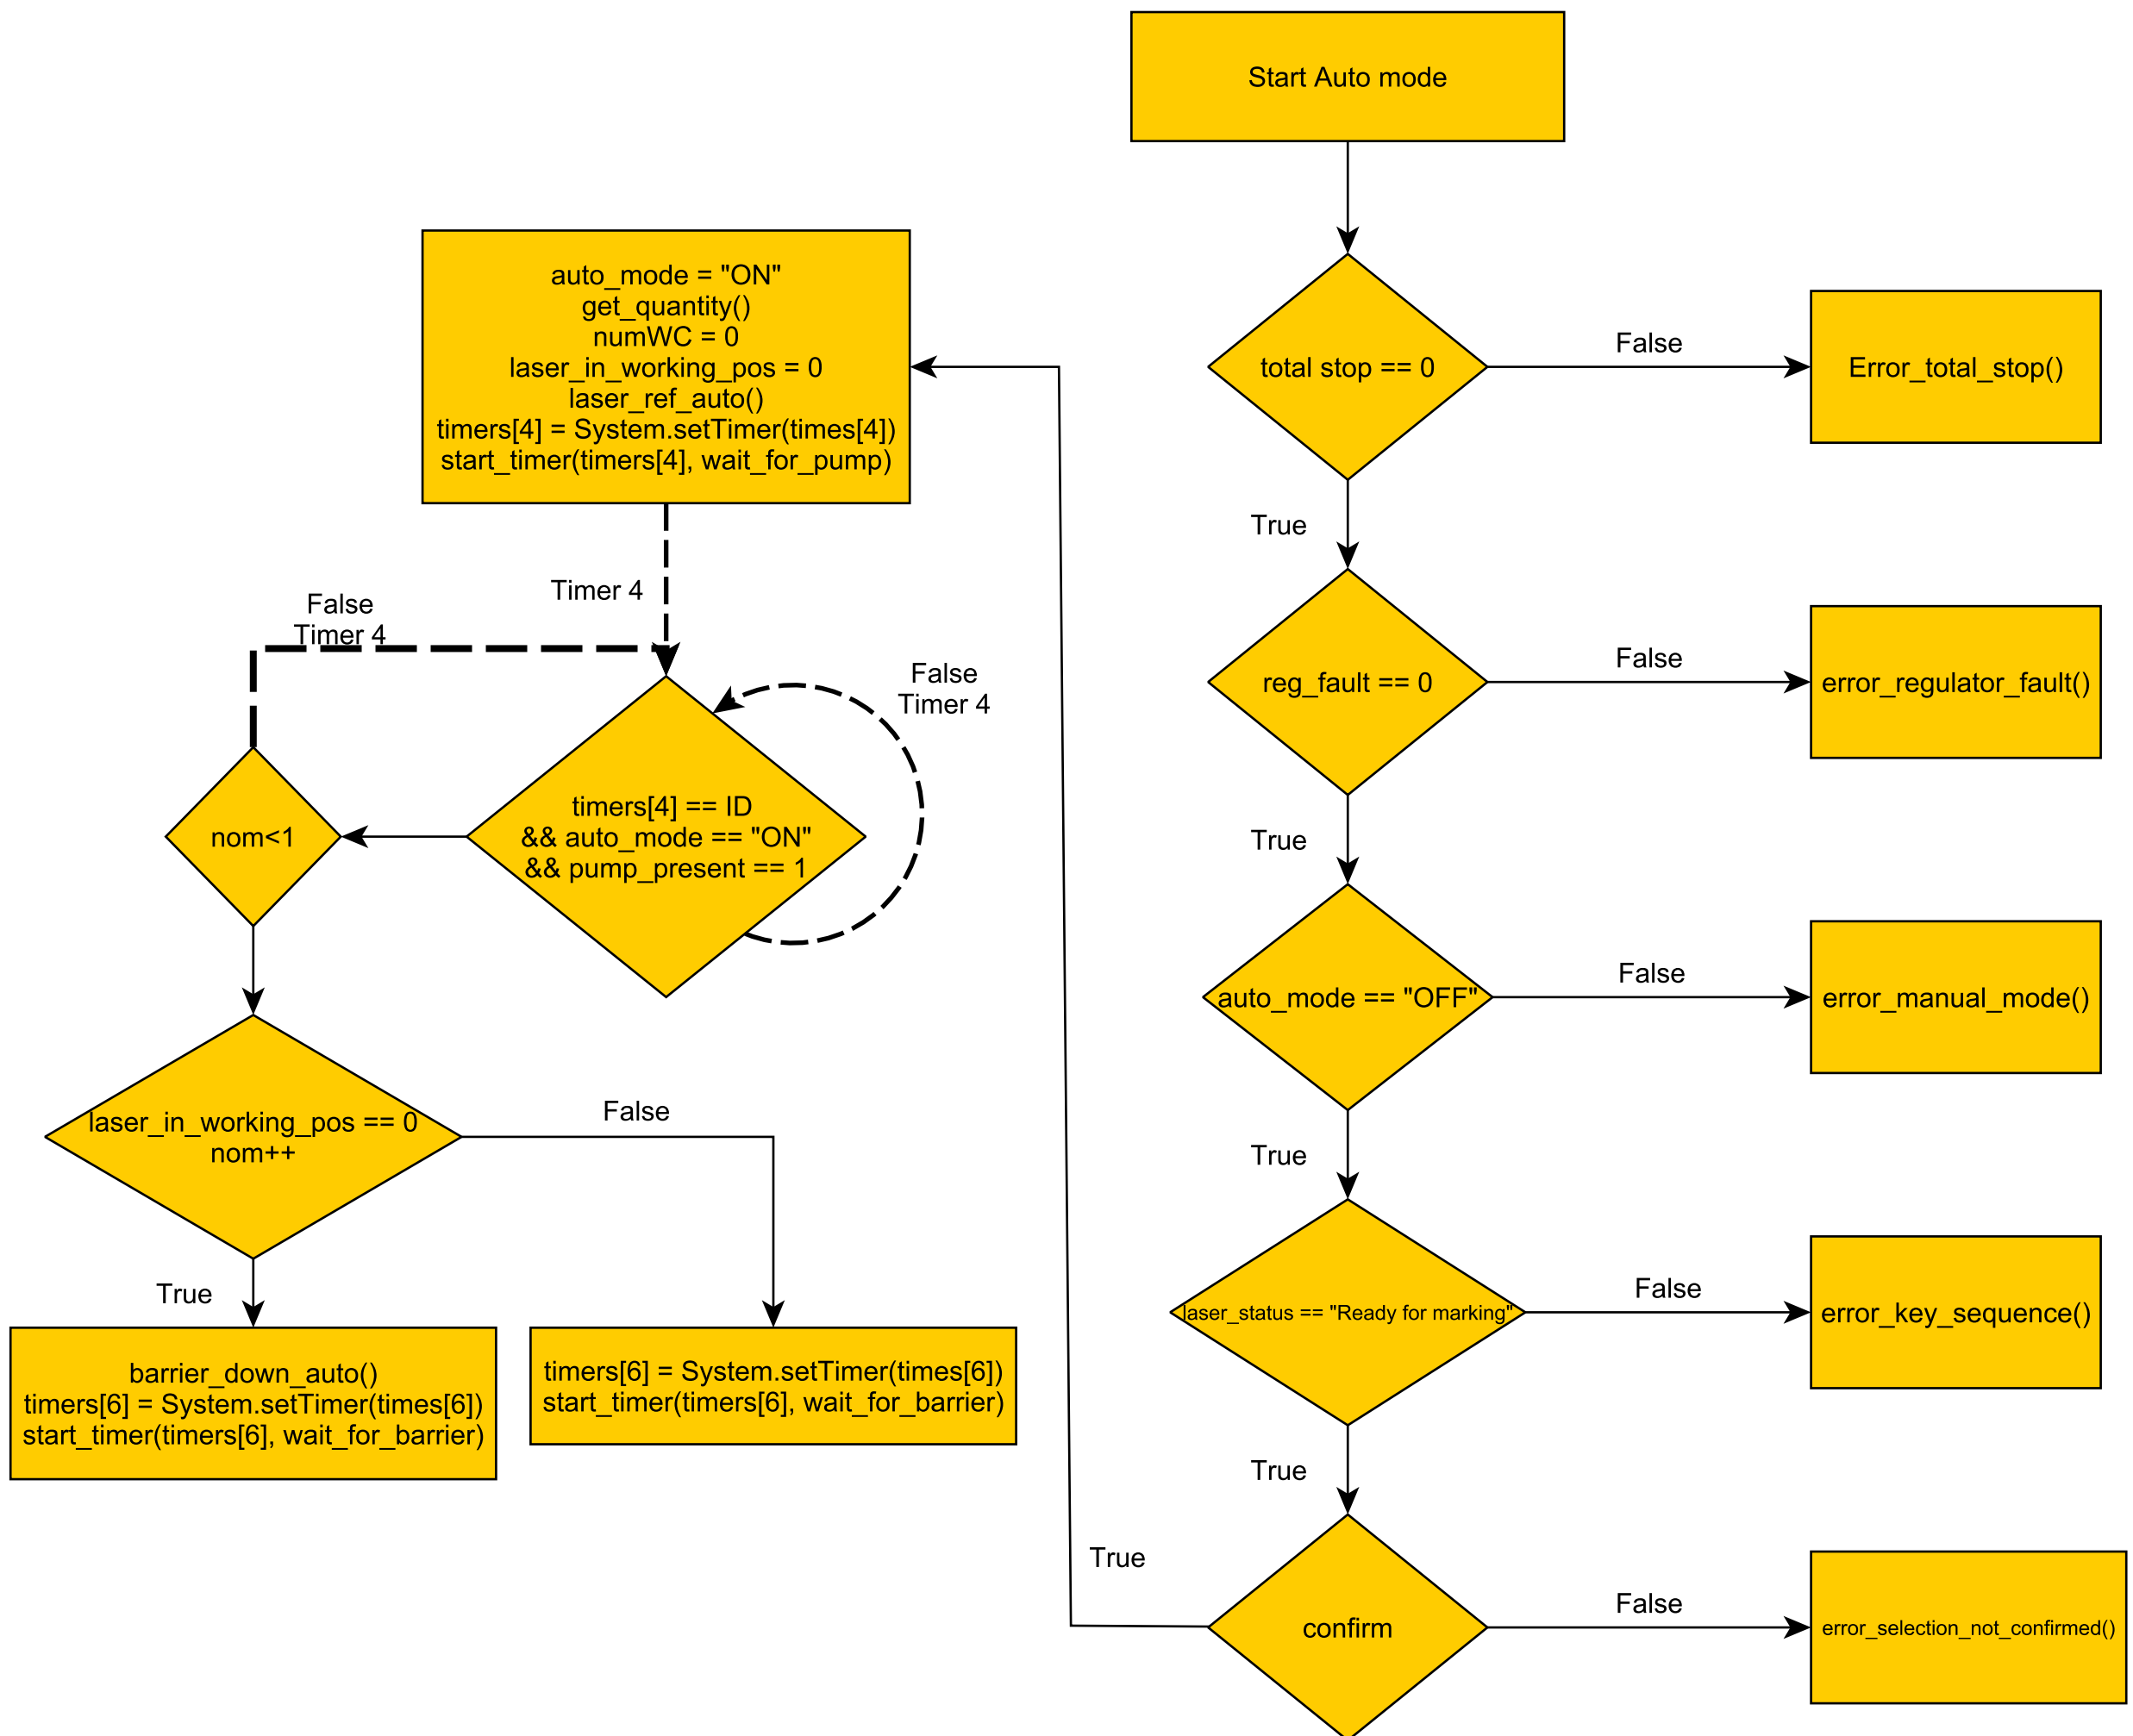 Start Auto mode
total stop == 0
False
Error_total_stop()
True
reg_fault == 0
False
error_regulator_fault()
True
auto_mode == "OFF"
False
error_manual_mode()
True
laser_status == "Ready for marking"
False
error_key_sequence()
True
confirm
False
error_selection_not_confirmed()
True
auto_mode = "ON"
get_quantity()
numWC = 0
laser_in_working_pos = 0
laser_ref_auto()
timers[4] = System.setTimer(times[4])
start_timer(timers[4], wait_for_pump)
Timer 4
False
Timer 4
timers[4] == ID
&& auto_mode == "ON"
&& pump_present == 1
False
Timer 4
nom<1
laser_in_working_pos == 0
nom++
False
True
barrier_down_auto()
timers[6] = System.setTimer(times[6])
start_timer(timers[6], wait_for_barrier)
timers[6] = System.setTimer(times[6])
start_timer(timers[6], wait_for_barrier)